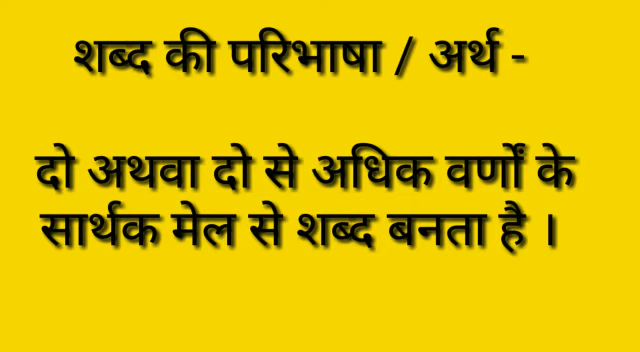 शब्द की परिभाषा / अर्थ -
दो अथवा दो से अधिक वर्णों के
सार्थक मेल से शब्द बनता है ।